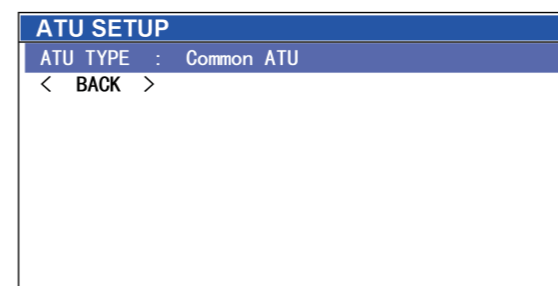 ATU SETUP
ATU TYPE : Common ATU
< BACK >